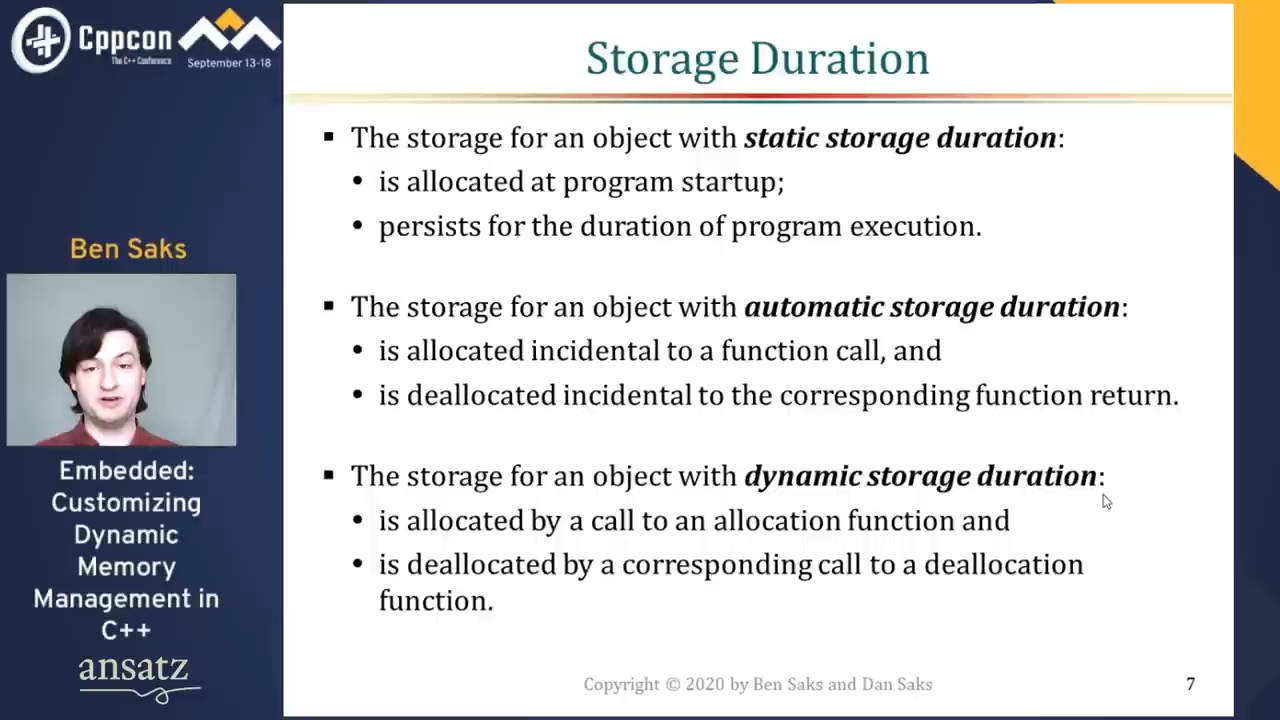 Cppcon
The C++ Conference
September 13-18
Ben Saks
Embedded:
Customizing
Dynamic
Memory
Management in
C++
ansatz
Storage Duration
▪ The storage for an object with static storage duration:
• is allocated at program startup;
• persists for the duration of program execution.
▪ The storage for an object with automatic storage duration:
• is allocated incidental to a function call, and
• is deallocated incidental to the corresponding function return.
▪ The storage for an object with dynamic storage duration:
• is allocated by a call to an allocation function and
• is deallocated by a corresponding call to a deallocation
function.
Copyright © 2020 by Ben Saks and Dan Saks
7